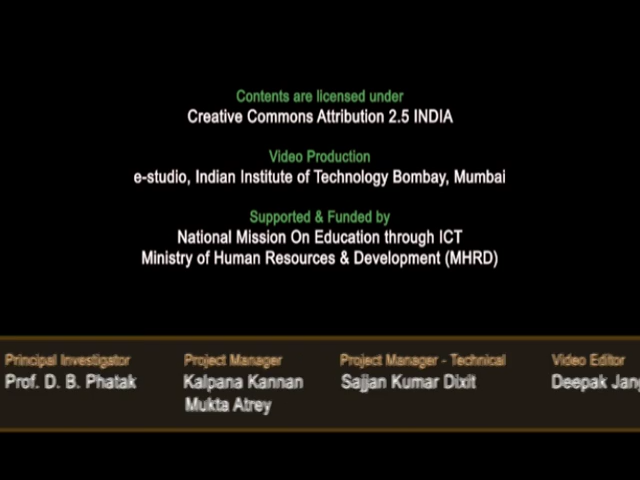 Contents are licensed under
Creative Commons Attribution 2.5 INDIA
Video Production
e-studio, Indian Institute of Technology Bombay, Mumbai
Supported & Funded by
National Mission On Education through ICT
Ministry of Human Resources & Development (MHRD)
Principal Investigator
Prof. D. B. Phatak
Project Manager
Kalpana Kannan
Mukta Atrey
Project Manager - Technical
Sajjan Kumar Dixit
Video Editor
Deepak